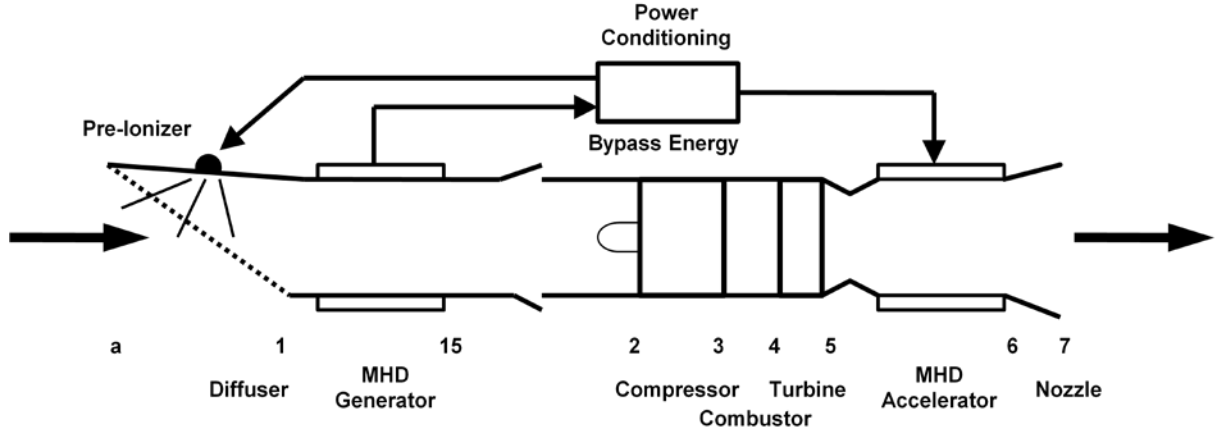 Power
Conditioning
Pre-Ionizer
Bypass Energy
a 1 15 2 3 4 5 6 7
Diffuser
MHD
Generator
Compressor
Combustor
Turbine
MHD
Accelerator
Nozzle